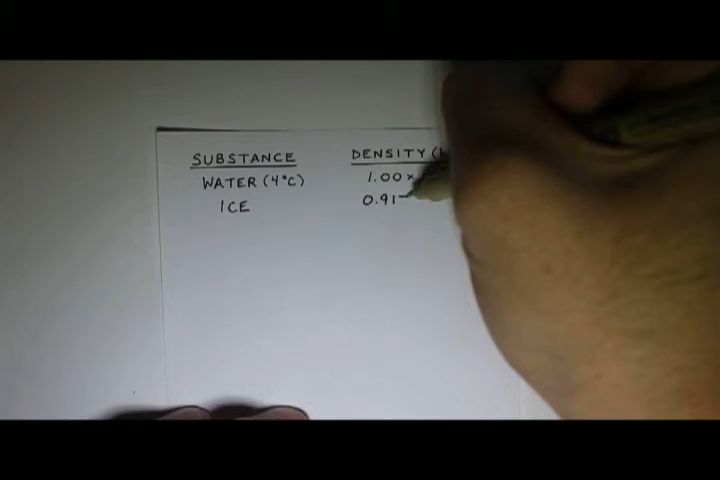 SUBSTANCE DENSITY (
WATER (4°C) 1.00 x
ICE 0.91